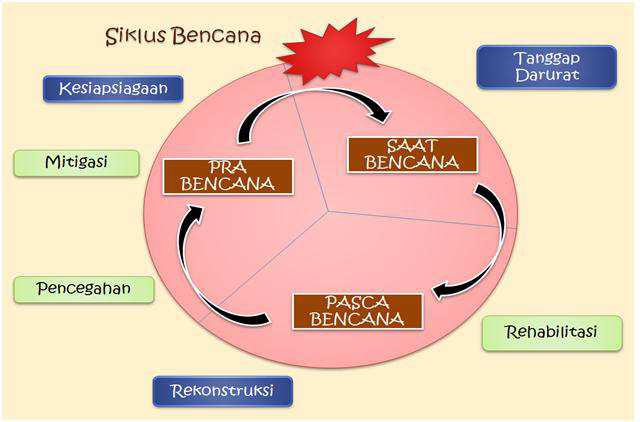 Siklus Bencana
Kesiapsiagaan
Tanggap
Darurat
Mitigasi
PRA
BENCANA
SAAT
BENCANA
Pencegahan
PASCA
BENCANA
Rehabilitasi
Rekonstruksi